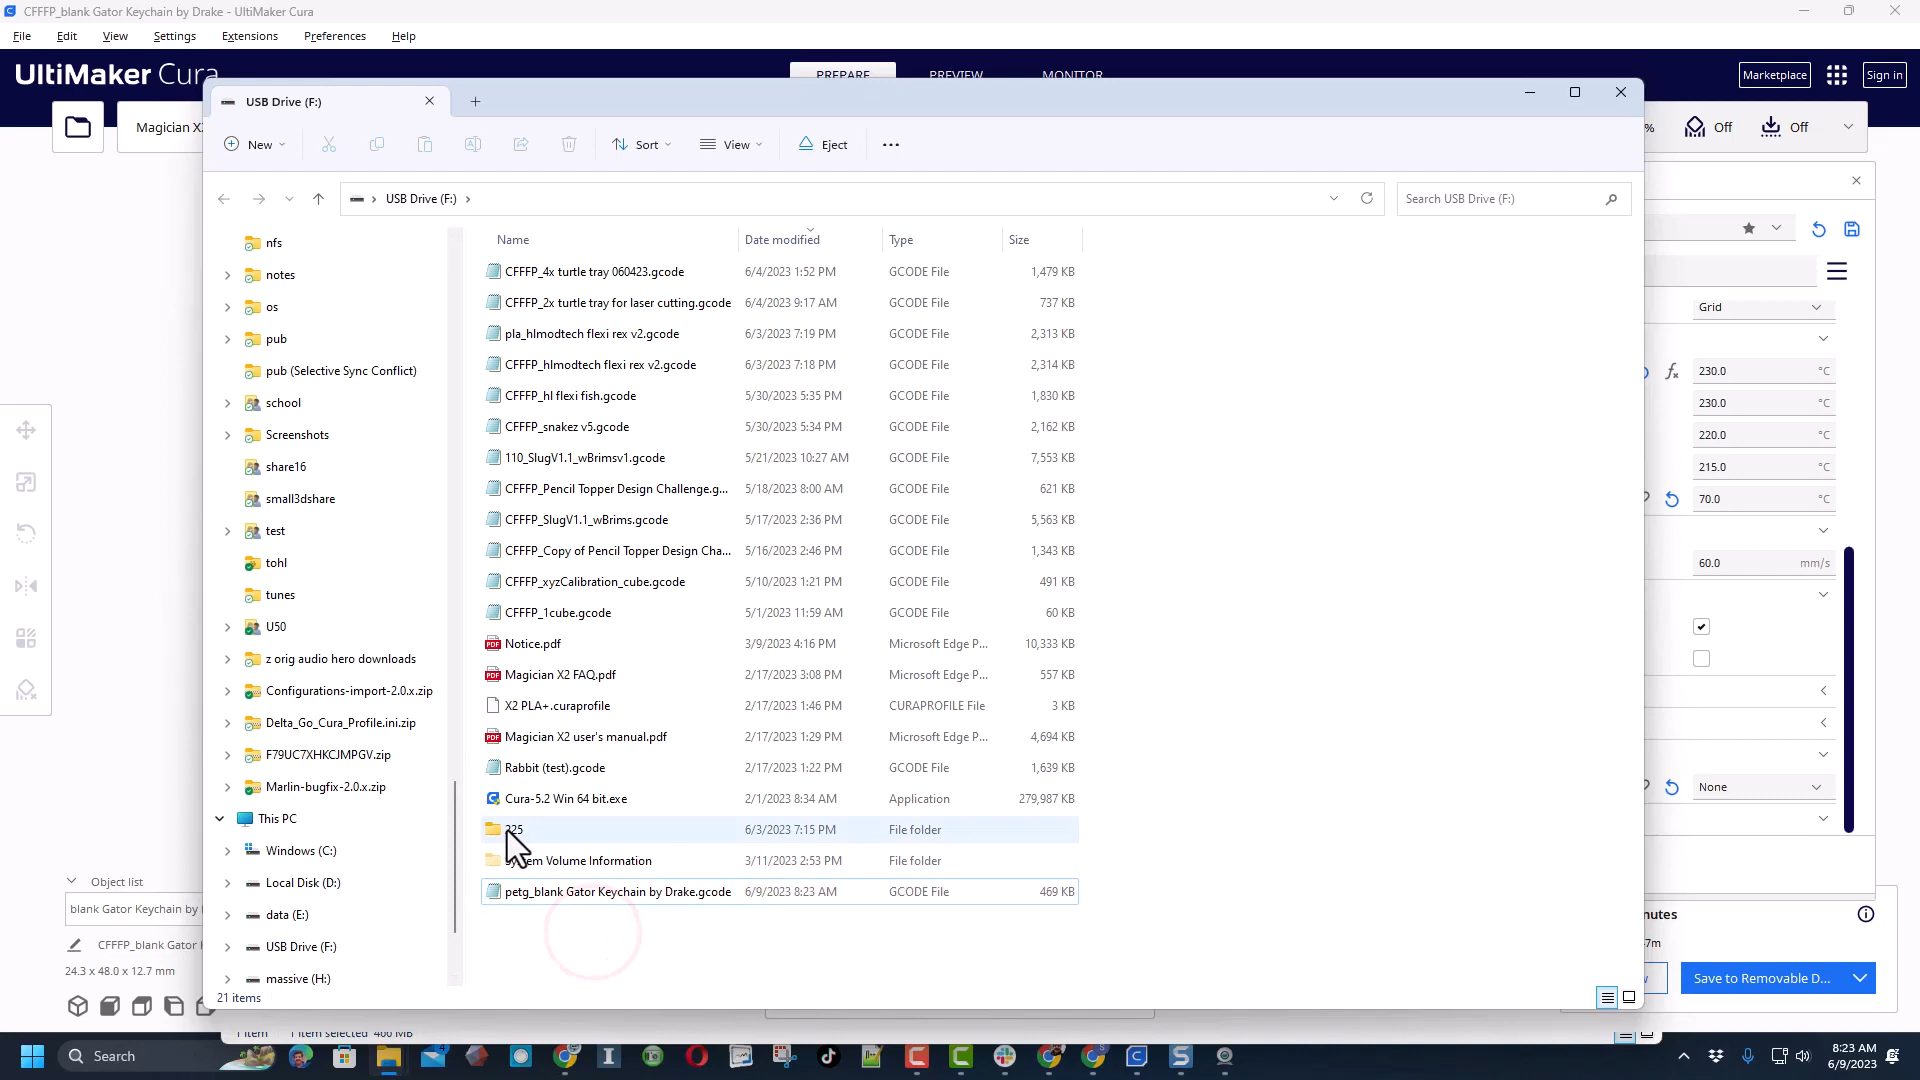 CFFFP_blank Gator Keychain by Drake - UltiMaker Cura
File Edit View Settings Extensions Preferences Help
UltiMaker Cura
PREPARE PREVIEW MONITOR
Marketplace Sign in
Magician X2
% Off Off
USB Drive (F:)
New Sort View Eject
USB Drive (F:)
Search USB Drive (F:)
Name Date modified Type Size
nfs
notes
os
pub
pub (Selective Sync Conflict)
school
Screenshots
share16
small3dshare
test
tohl
tunes
U50
z orig audio hero downloads
Configurations-import-2.0.x.zip
Delta_Go_Cura_Profile.ini.zip
F79UC7XHKCJMPGV.zip
Marlin-bugfix-2.0.x.zip
This PC
Windows (C:)
Local Disk (D:)
data (E:)
USB Drive (F:)
massive (H:)
CFFFP_4x turtle tray 060423.gcode 6/4/2023 1:52 PM GCODE File 1,479 KB
CFFFP_2x turtle tray for laser cutting.gcode 6/4/2023 9:17 AM GCODE File 737 KB
pla_hlmodtech flexi rex v2.gcode 6/3/2023 7:19 PM GCODE File 2,313 KB
CFFFP_hlmodtech flexi rex v2.gcode 6/3/2023 7:18 PM GCODE File 2,314 KB
CFFFP_hl flexi fish.gcode 5/30/2023 5:35 PM GCODE File 1,830 KB
CFFFP_snakez v5.gcode 5/30/2023 5:34 PM GCODE File 2,162 KB
110_SlugV1.1_wBrimsv1.gcode 5/21/2023 10:27 AM GCODE File 7,553 KB
CFFFP_Pencil Topper Design Challenge.g... 5/18/2023 8:00 AM GCODE File 621 KB
CFFFP_SlugV1.1_wBrims.gcode 5/17/2023 2:36 PM GCODE File 5,563 KB
CFFFP_Copy of Pencil Topper Design Cha... 5/16/2023 2:46 PM GCODE File 1,343 KB
CFFFP_xyzCalibration_cube.gcode 5/10/2023 1:21 PM GCODE File 491 KB
CFFFP_1cube.gcode 5/1/2023 11:59 AM GCODE File 60 KB
Notice.pdf 3/9/2023 4:16 PM Microsoft Edge P... 10,333 KB
Magician X2 FAQ.pdf 2/17/2023 3:08 PM Microsoft Edge P... 557 KB
X2 PLA+.curaprofile 2/17/2023 1:46 PM CURAPROFILE File 3 KB
Magician X2 user's manual.pdf 2/17/2023 1:29 PM Microsoft Edge P... 4,694 KB
Rabbit (test).gcode 2/17/2023 1:22 PM GCODE File 1,639 KB
Cura-5.2 Win 64 bit.exe 2/1/2023 8:34 AM Application 279,987 KB
225 6/3/2023 7:15 PM File folder
System Volume Information 3/11/2023 2:53 PM File folder
petg_blank Gator Keychain by Drake.gcode 6/9/2023 8:23 AM GCODE File 469 KB
21 items
Grid
230.0 °C
230.0 °C
220.0 °C
215.0 °C
70.0 °C
60.0 mm/s
None
Object list
blank Gator Keychain by
CFFFP_blank Gator
24.3 x 48.0 x 12.7 mm
nutes
7m
Save to Removable D...
1 item 1 item selected 466 MB
Search
8:23 AM
6/9/2023